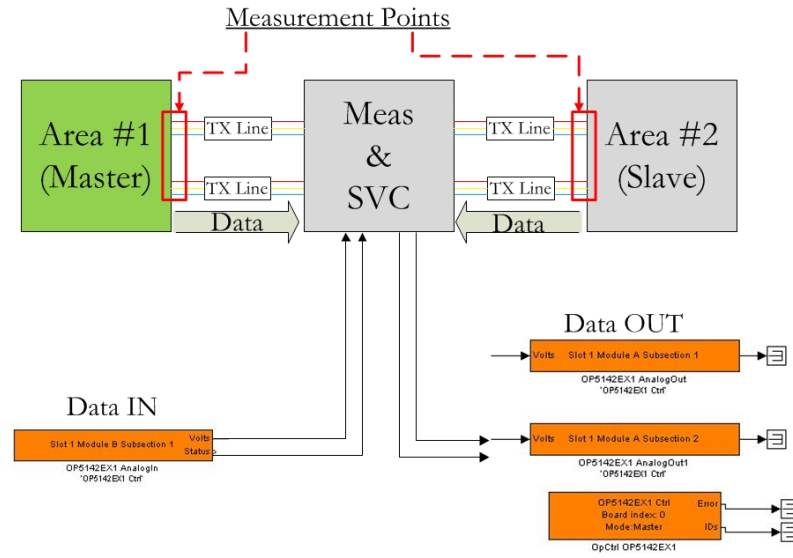 Measurement Points
Area #1
(Master)
TX Line
TX Line
Data
Meas
&
SVC
TX Line
TX Line
Data
Area #2
(Slave)
Data OUT
Volts Slot 1 Module A Subsection 1
OP5142EX1 AnalogOut
'OP5142EX1 Ctrl'
Data IN
Slot 1 Module B Subsection 1 Volts
Status
OP5142EX1 AnalogIn
'OP5142EX1 Ctrl'
Volts Slot 1 Module A Subsection 2
OP5142EX1 AnalogOut1
'OP5142EX1 Ctrl'
OP5142EX1 Ctrl Error
Board index: 0
Mode:Master IDs
OpCtrl OP5142EX1